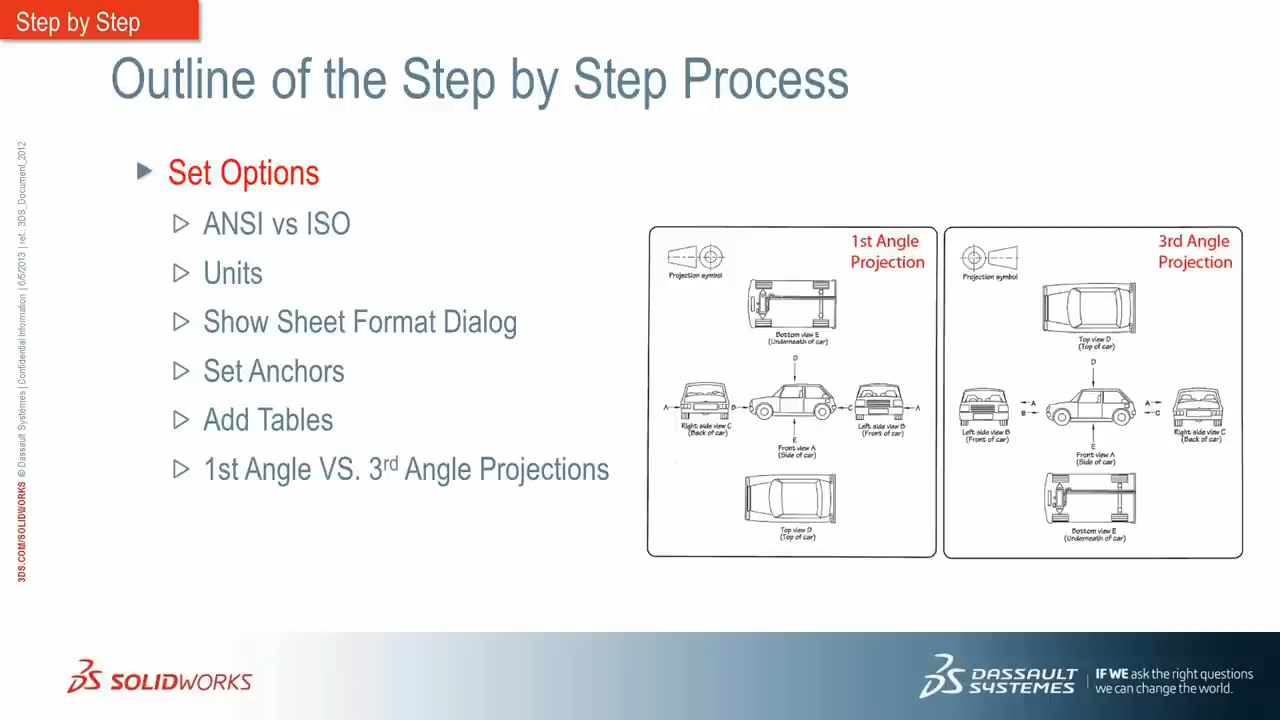 Step by Step
Outline of the Step by Step Process
Set Options
ANSI vs ISO
Units
Show Sheet Format Dialog
Set Anchors
Add Tables
1st Angle VS. 3rd Angle Projections
1st Angle
Projection
Projection symbol
Bottom view E
(Underneath of car)
D
A
B
C
A
Right side view C
(Back of car)
E
Front view A
(Side of car)
Left side view B
(Front of car)
Top view D
(Top of car)
3rd Angle
Projection
Projection symbol
Top view D
(Top of car)
D
A
B
A
C
Left side view B
(Front of car)
E
Front view A
(Side of car)
Right side view C
(Back of car)
Bottom view E
(Underneath of car)
3DS.COM/SOLIDWORKS © Dassault Systèmes | Confidential Information | 6/5/2013 | ref.: 3DS_Document_2012
SOLIDWORKS
DASSAULT
SYSTEMES
IF WE ask the right questions
we can change the world.